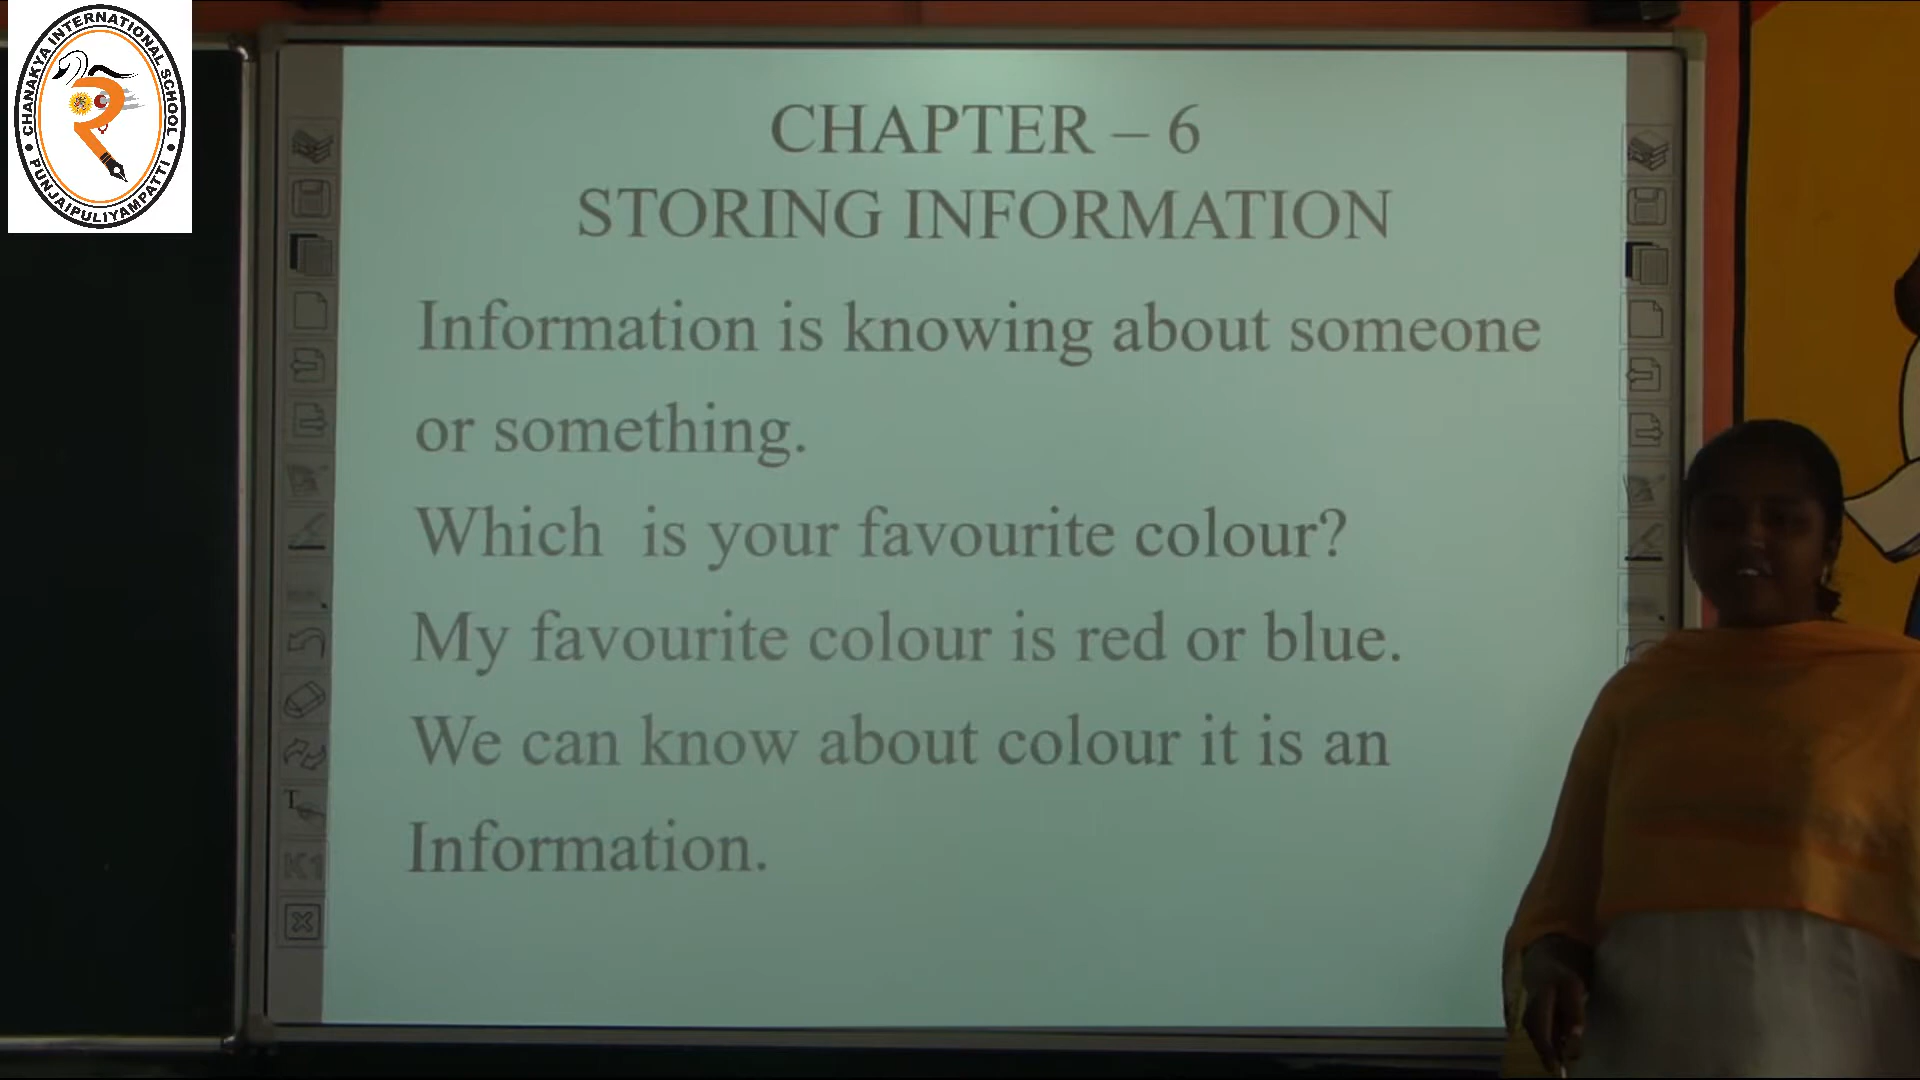 CHANAKYA INTERNATIONAL SCHOOL
PUNJAIPULIYAMPATTI
CHAPTER – 6
STORING INFORMATION
Information is knowing about someone
or something.
Which is your favourite colour?
My favourite colour is red or blue.
We can know about colour it is an
Information.
T
K1